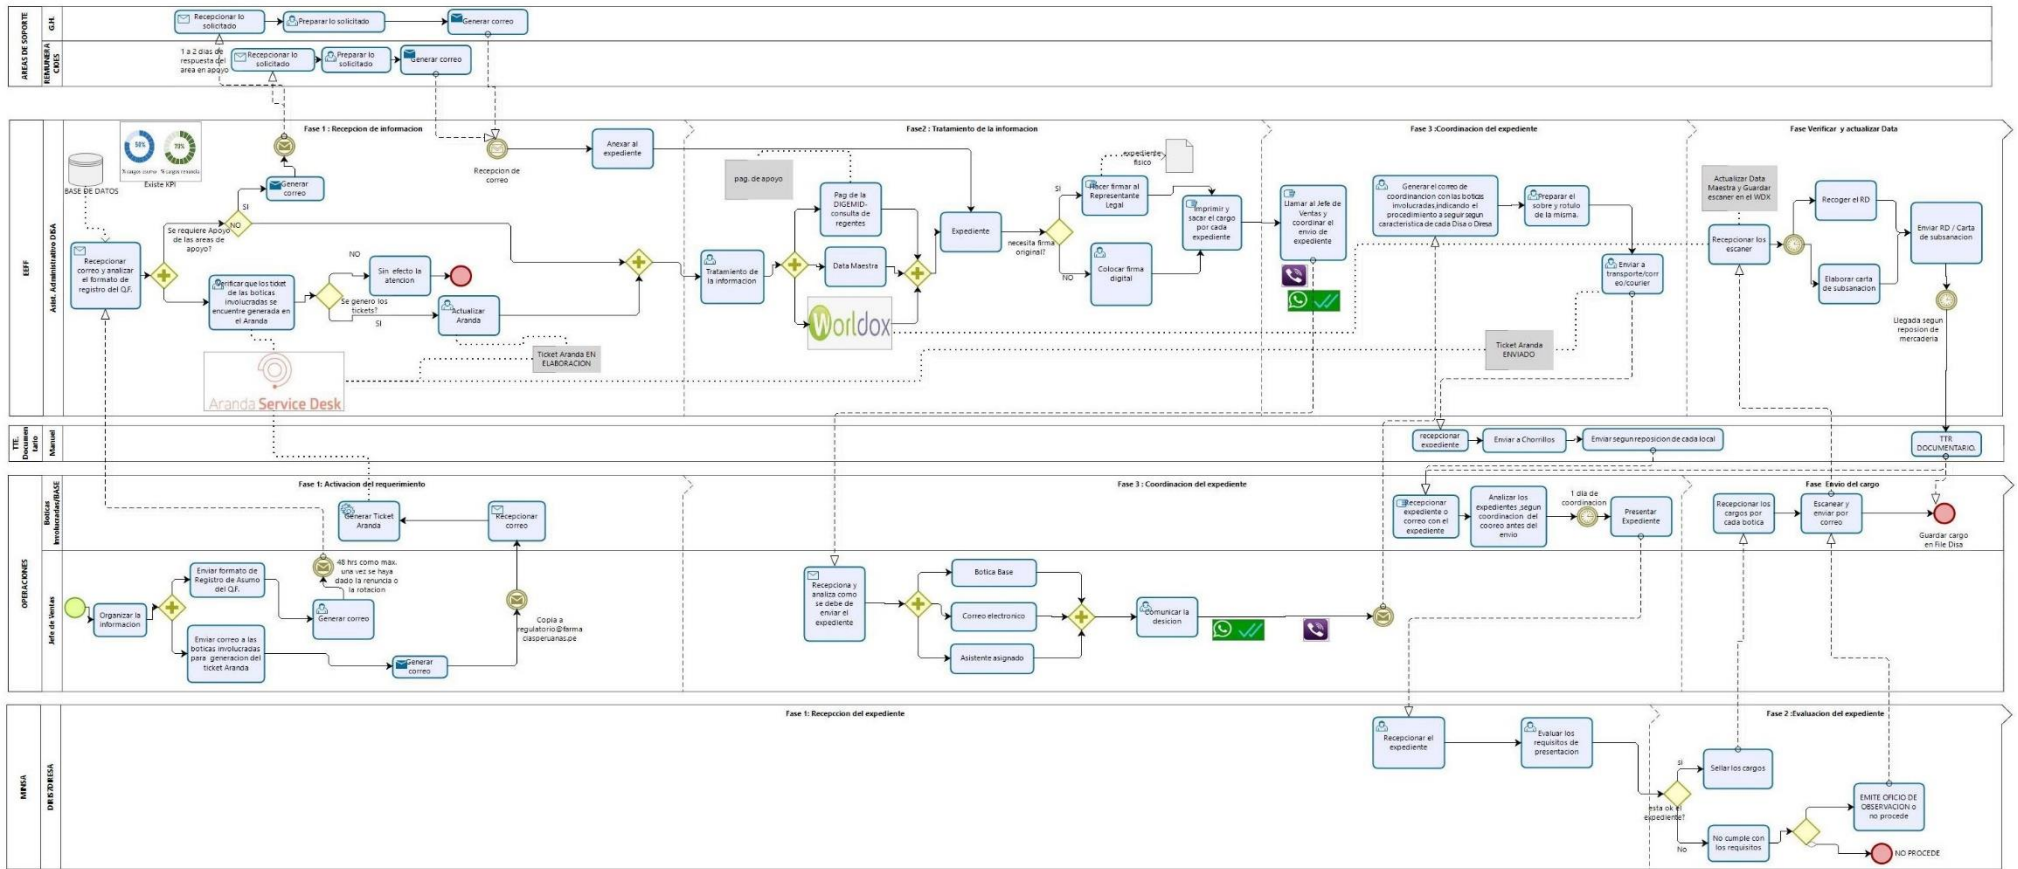 AREAS DE SOPORTE
G.H.
Recepcionar lo
solicitado
Preparar lo solicitado
Generar correo
REMUNERA
CIOES
1 a 2 dias de
respuesta del
area en apoyo
Recepcionar lo
solicitado
Preparar lo
solicitado
Generar correo
EEFF
Asist. Administrativo DISA
Fase 1 : Recepcion de informacion
Fase2 : Tratamiento de la informacion
Fase 3 :Coordinacion del expediente
Fase Verificar y actualizar Data
BASE DE DATOS
50%
70%
Existe KPI
Generar
correo
SI
NO
Se requiere Apoyo
de las areas de
apoyo?
Recepcionar
correo y analizar
el formato de
registro del Q.F.
Verificar que los ticket
de las boticas
involucradas se
encuentre generada en
el Aranda
NO
Sin efecto la
atencion
Se genero los
tickets?
SI
Actualizar
Aranda
Ticket Aranda EN
ELABORACION
Aranda Service Desk
Recepcion de
correo
Anexar al
expediente
pag. de apoyo
Tratamiento de
la informacion
Pag de la
DIGEMID-
consulta de
regentes
Data Maestra
Worldox
Expediente
SI
necesita firma
original?
NO
Hacer firmar al
Representante
Legal
expediente
fisico
Colocar firma
digital
Imprimir y
sacar el cargo
por cada
expediente
Llamar al Jefe de
Ventas y
coordinar el
envio de
expediente
Generar el correo de
coordinacion con las boticas
involucradas,indicando el
procedimiento a seguir segun
caracteristica de cada Disa o Diresa
Preparar el
sobre y rotulo
de la misma.
Enviar a
transporte/corr
eo/courier
Ticket Aranda
ENVIADO
Actualizar Data
Maestra y Guardar
escaner en el WDX
Recepcionar los
escaner
Recoger el RD
Elaborar carta
de subsanacion
Enviar RD / Carta
de subsanacion
Llegada segun
reposion de
mercaderia
TTE.
Documen
tario
Manuel
recepcionar
expediente
Enviar a Chorrillos
Enviar segun reposicion de cada local
TTR
DOCUMENTARIO.
OPERACIONES
Boticas
Involucradas/BASE
Fase 1: Activacion del requerimiento
Fase 3 : Coordinacion del expediente
Fase Envio del cargo
Generar Ticket
Aranda
Recepcionar
correo
Recepcionar
expediente o
correo con el
expediente
Analizar los
expedientes ,segun
coordinacion del
cooreo antes del
envio
1 dia de
coordinacion
Presentar
Expediente
Recepcionar los
cargos por
cada botica
Escanear y
enviar por
correo
Guardar cargo
en File Disa
Jefe de Ventas
Organizar la
informacion
Enviar formato de
Registro de Asumo
del Q.F.
Enviar correo a las
boticas involucradas
para generacion del
ticket Aranda
48 hrs como max.
una vez se haya
dado la renuncia o
la rotacion
Generar correo
Generar
correo
Copia a
regulatorio@farma
ciasperuanas.pe
Recepciona y
analiza como
se debe de
enviar el
expediente
Botica Base
Correo electronico
Asistente asignado
Comunicar la
desicion
MINSA
DIRIS7DIRESA
Fase 1: Recepccion del expediente
Fase 2 :Evaluacion del expediente
Recepcionar el
expediente
Evaluar los
requisitos de
presentacion
esta ok el
expediente?
si
No
Sellar los cargos
No cumple con
los requisitos
EMITE OFICIO DE
OBSERVACION o
no procede
NO PROCEDE